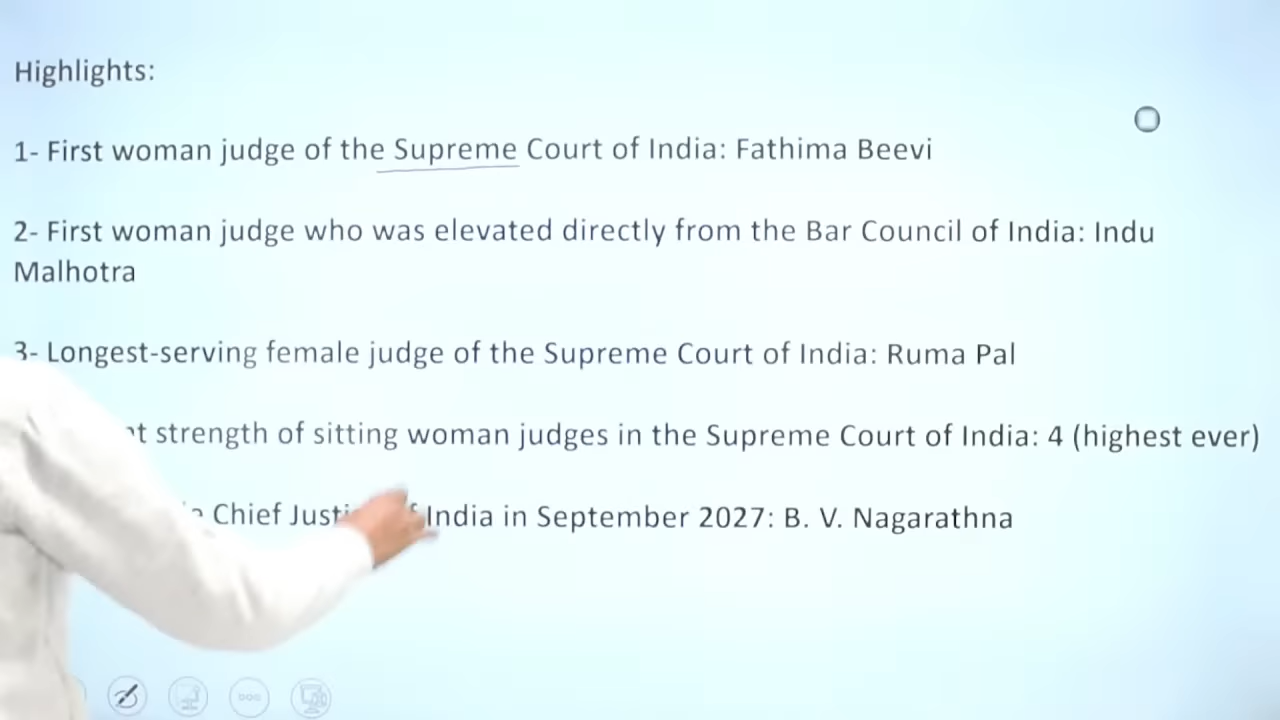 Highlights:
1- First woman judge of the Supreme Court of India: Fathima Beevi
2- First woman judge who was elevated directly from the Bar Council of India: Indu
Malhotra
3- Longest-serving female judge of the Supreme Court of India: Ruma Pal
strength of sitting woman judges in the Supreme Court of India: 4 (highest ever)
Chief India in September 2027: B. V. Nagarathna